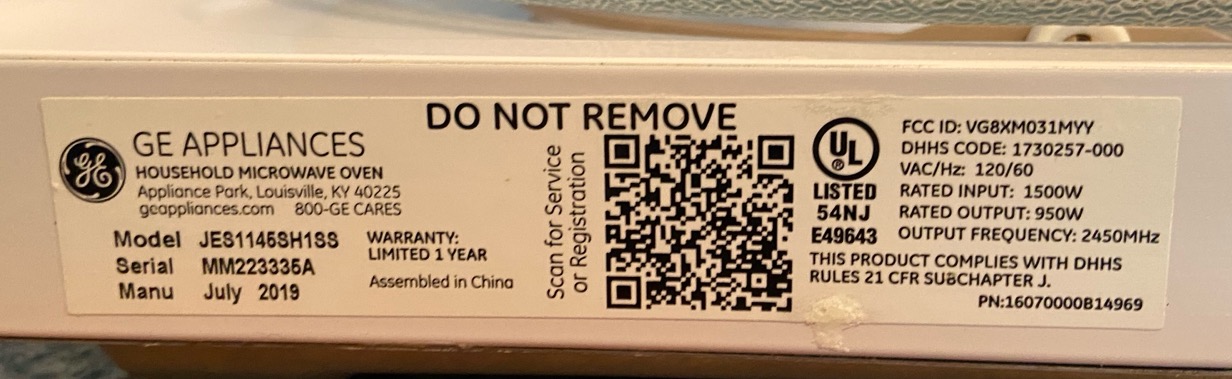 DO NOT REMOVE
GE
GE APPLIANCES
HOUSEHOLD MICROWAVE OVEN
Appliance Park, Louisville, KY 40225
geappliances.com 800-GE CARES
Model JES1145SH1SS
Serial MM223335A
Manu July 2019
WARRANTY:
LIMITED 1 YEAR
Assembled in China
Scan for Service
or Registration
UL
LISTED
54NJ
E49643
FCC ID: VG8XM031MYY
DHHS CODE: 1730257-000
VAC/Hz: 120/60
RATED INPUT: 1500W
RATED OUTPUT: 950W
OUTPUT FREQUENCY: 2450MHz
THIS PRODUCT COMPLIES WITH DHHS
RULES 21 CFR SUBCHAPTER J.
PN:16070000B14969